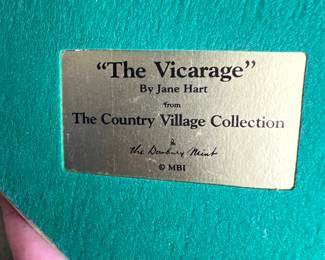 "The Vicarage"
By Jane Hart
from
The Country Village Collection
The Danbury Mint
© MBI